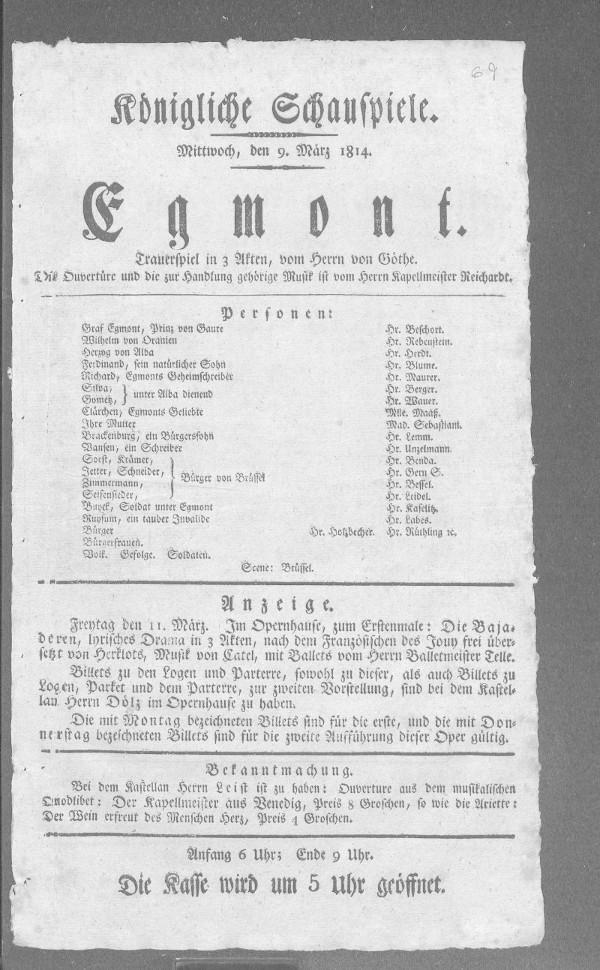 69
Königliche Schauspiele.
Mittwoch, den 9. März 1814.
Egmont.
Trauerspiel in 3 Akten, vom Herrn von Göthe.
Die Ouvertüre und die zur Handlung gehörige Musik ist vom Herrn Kapellmeister Reichardt.
Personen:
Graf Egmont, Prinz von Gaure Hr. Beschort.
Wilhelm von Oranien Hr. Rebenstein.
Herzog von Alba Hr. Herdt.
Ferdinand, sein natürlicher Sohn Hr. Blume.
Richard, Egmonts Geheimschreiber Hr. Maurer.
Silva, } unter Alba dienend Hr. Berger.
Gometz, Hr. Wauer.
Clärchen, Egmonts Geliebte Mlle. Maaß.
Ihre Mutter Mad. Sebastiani.
Brackenburg, ein Bürgerssohn Hr. Lemm.
Vansen, ein Schreiber Hr. Unzelmann.
Soest, Krämer, Hr. Benda.
Jetter, Schneider, } Bürger von Brüssel Hr. Gern S.
Zimmermann, Hr. Bessel.
Seifensieder, Hr. Leidel.
Buyck, Soldat unter Egmont Hr. Kaselitz.
Ruysum, ein tauber Invalide Hr. Labes.
Bürger Hr. Holzbecher. Hr. Rüthling ꝛc.
Bürgerfrauen.
Volk. Gefolge. Soldaten.
Scene: Brüssel.
Anzeige.
Freytag den 11. März. Im Opernhause, zum Erstenmale: Die Baja-
deren, lyrisches Drama in 3 Akten, nach dem Französischen des Jouy frei über-
setzt von Herklots, Musik von Catel, mit Ballets vom Herrn Balletmeister Telle.
Billets zu den Logen und Parterre, sowohl zu dieser, als auch Billets zu
Logen, Parket und dem Parterre, zur zweiten Vorstellung, sind bei dem Kastel-
lan Herrn Dölz im Opernhause zu haben.
Die mit Montag bezeichneten Billets sind für die erste, und die mit Don-
nerstag bezeichneten Billets sind für die zweite Aufführung dieser Oper gültig.
Bekanntmachung.
Bei dem Kastellan Herrn Leist ist zu haben: Ouverture aus dem musikalischen
Quodlibet: Der Kapellmeister aus Venedig, Preis 8 Groschen, so wie die Ariette:
Der Wein erfreut des Menschen Herz, Preis 4 Groschen.
Anfang 6 Uhr; Ende 9 Uhr.
Die Kasse wird um 5 Uhr geöffnet.